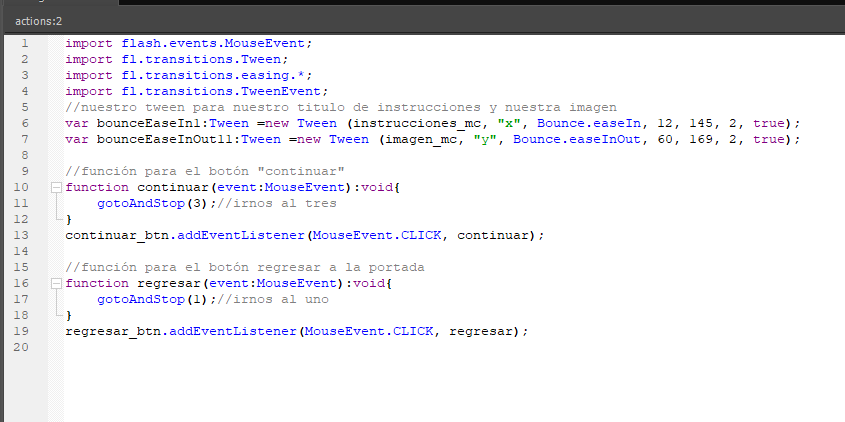 actions:2
1 import flash.events.MouseEvent;
2 import fl.transitions.Tween;
3 import fl.transitions.easing.*;
4 import fl.transitions.TweenEvent;
5 //nuestro tween para nuestro titulo de instrucciones y nuestra imagen
6 var bounceEaseIn1:Tween =new Tween (instrucciones_mc, "x", Bounce.easeIn, 12, 145, 2, true);
7 var bounceEaseInOut11:Tween =new Tween (imagen_mc, "y", Bounce.easeInOut, 60, 169, 2, true);
8
9 //función para el botón "continuar"
10 function continuar(event:MouseEvent):void{
11 gotoAndStop(3);//irnos al tres
12 }
13 continuar_btn.addEventListener(MouseEvent.CLICK, continuar);
14
15 //función para el botón regresar a la portada
16 function regresar(event:MouseEvent):void{
17 gotoAndStop(1);//irnos al uno
18 }
19 regresar_btn.addEventListener(MouseEvent.CLICK, regresar);
20